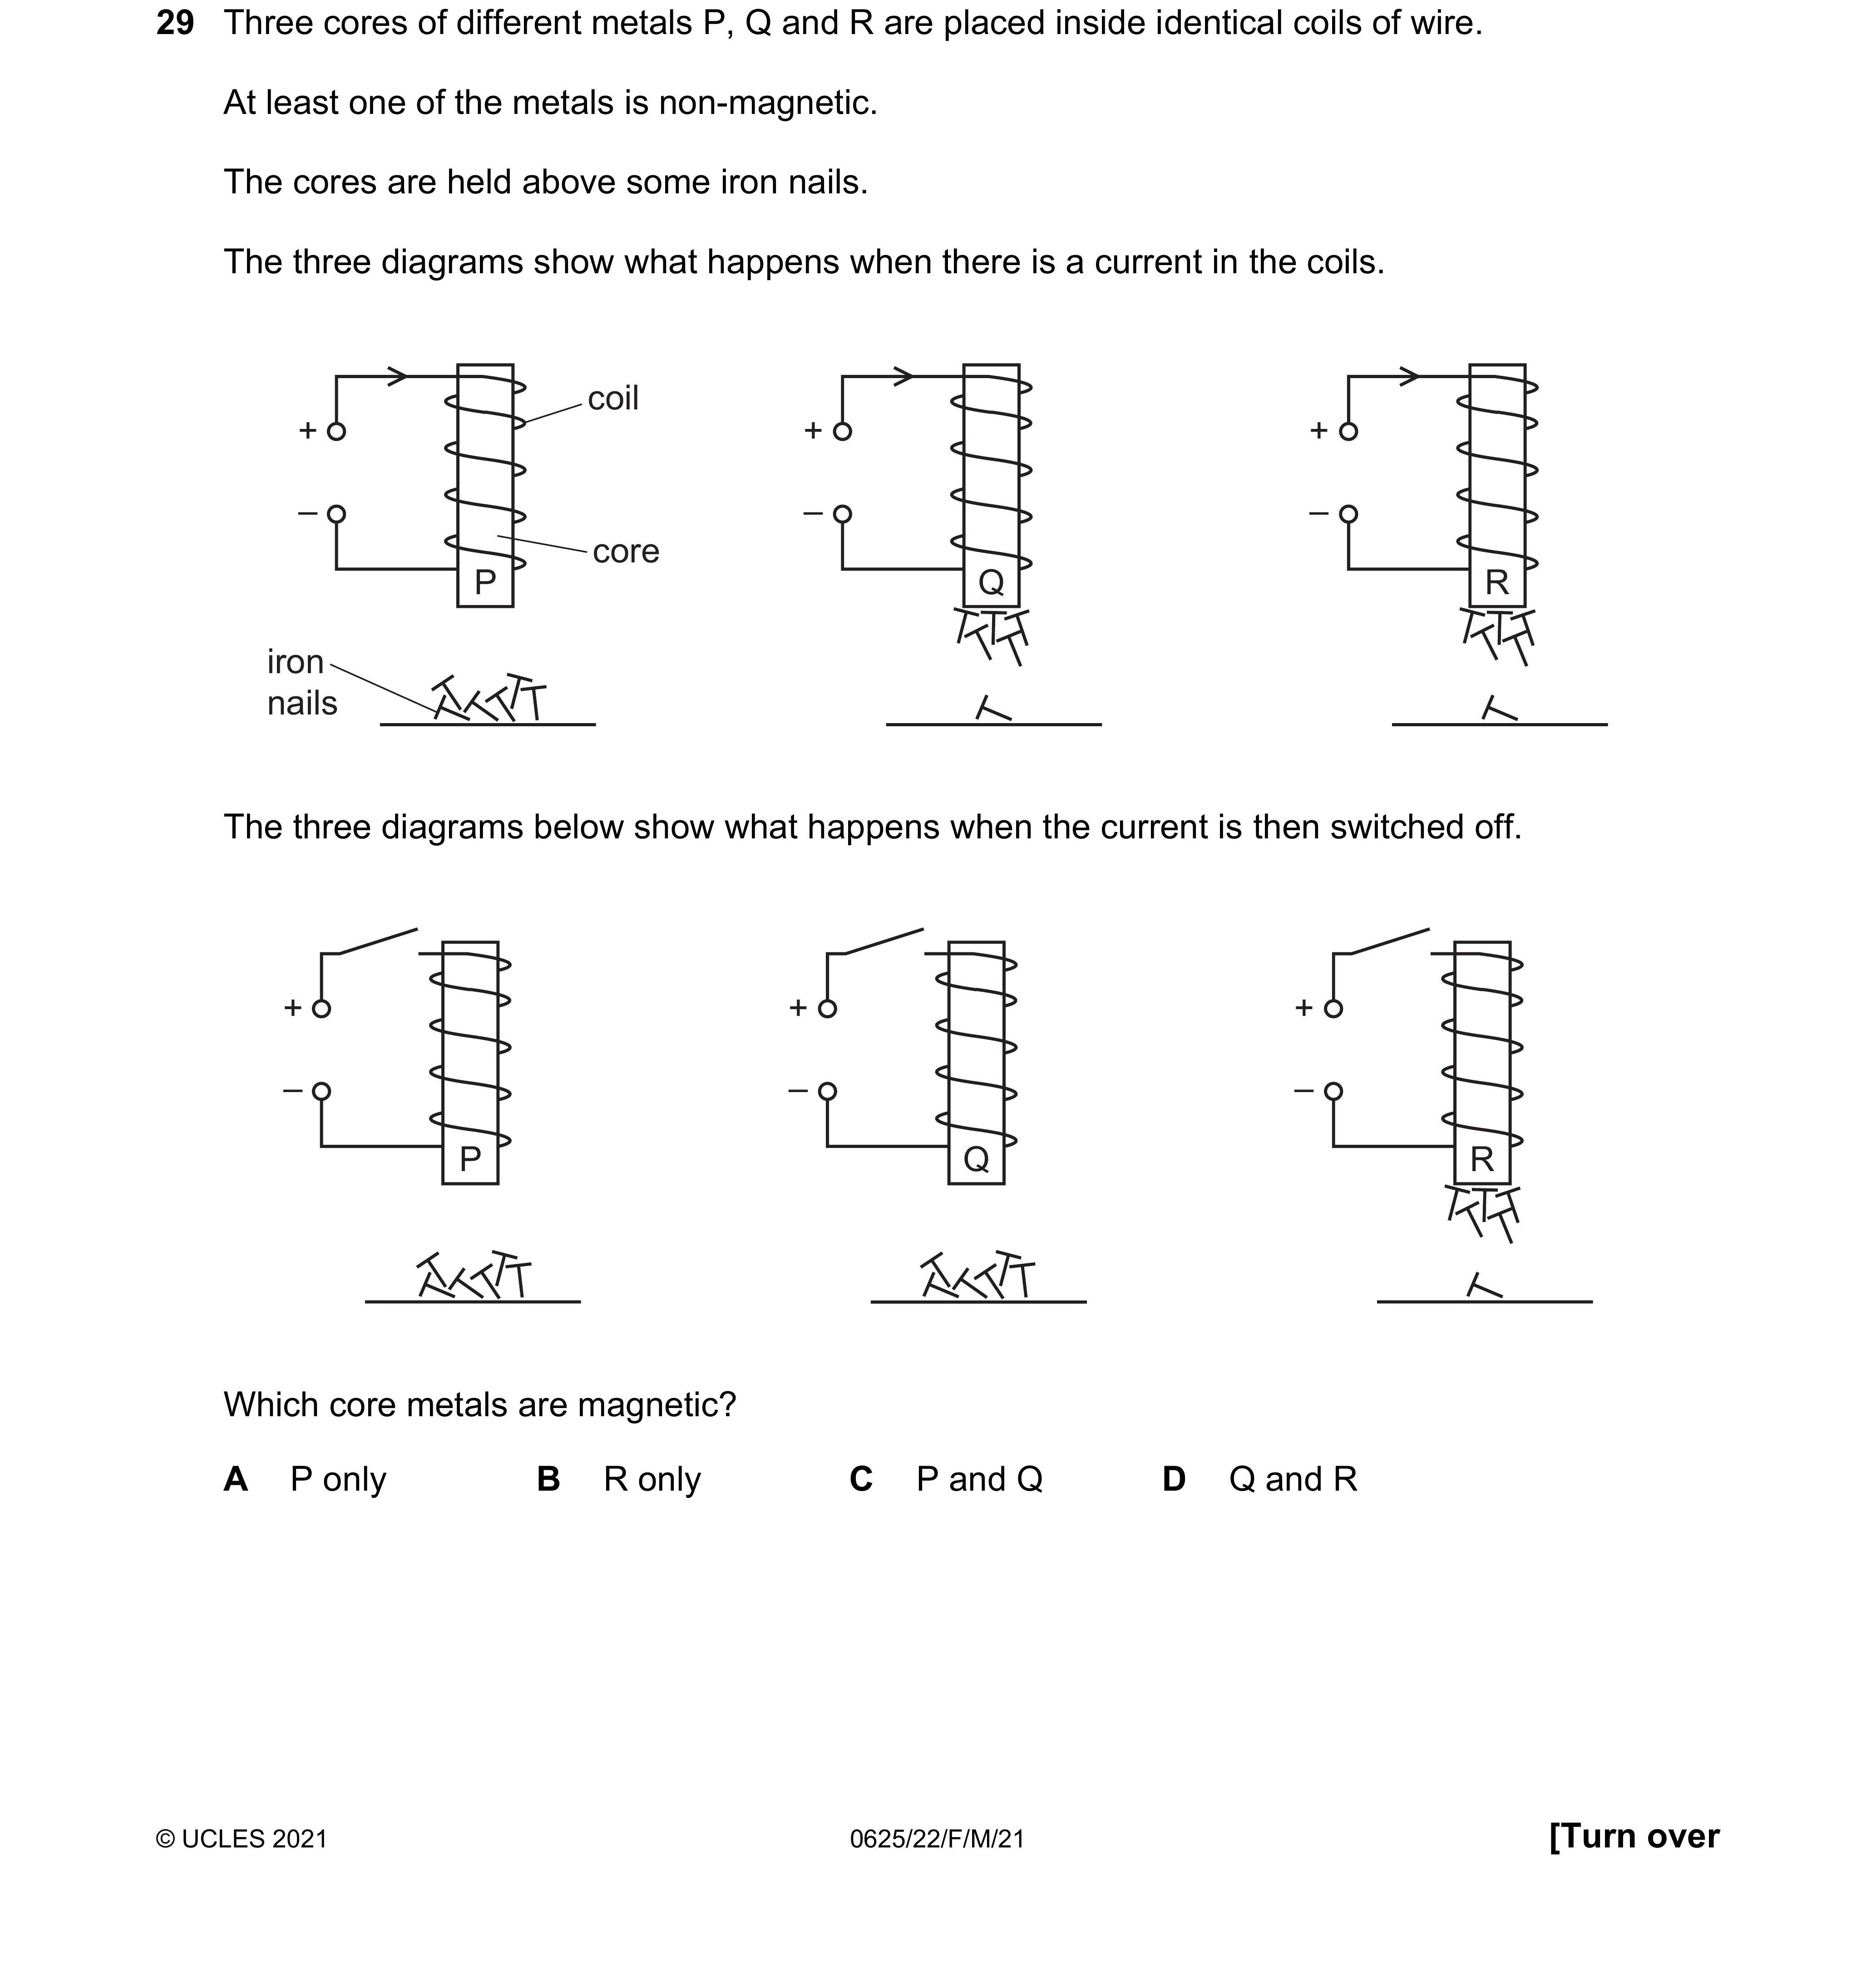 29 Three cores of different metals P, Q and R are placed inside identical coils of wire.
At least one of the metals is non-magnetic.
The cores are held above some iron nails.
The three diagrams show what happens when there is a current in the coils.
coil
+ + +
– – –
core
P Q R
iron
nails
The three diagrams below show what happens when the current is then switched off.
+ + +
– – –
P Q R
Which core metals are magnetic?
A P only B R only C P and Q D Q and R
© UCLES 2021 0625/22/F/M/21 [Turn over